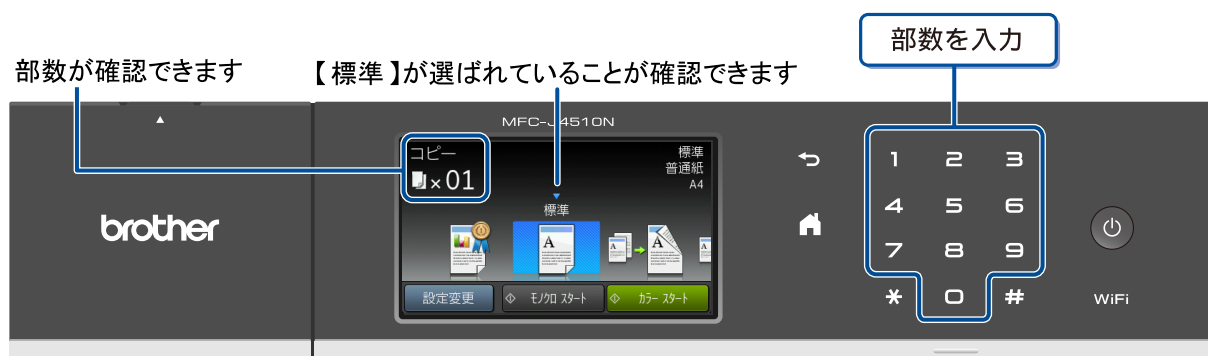 部数を入力
部数が確認できます
【標準】が選ばれていることが確認できます
MFC-J4510N
コピー
×01
標準
普通紙
A4
標準
A
A
A
設定変更
モノクロ スタート
カラー スタート
brother
1 2 3
4 5 6
7 8 9
* 0 #
WiFi